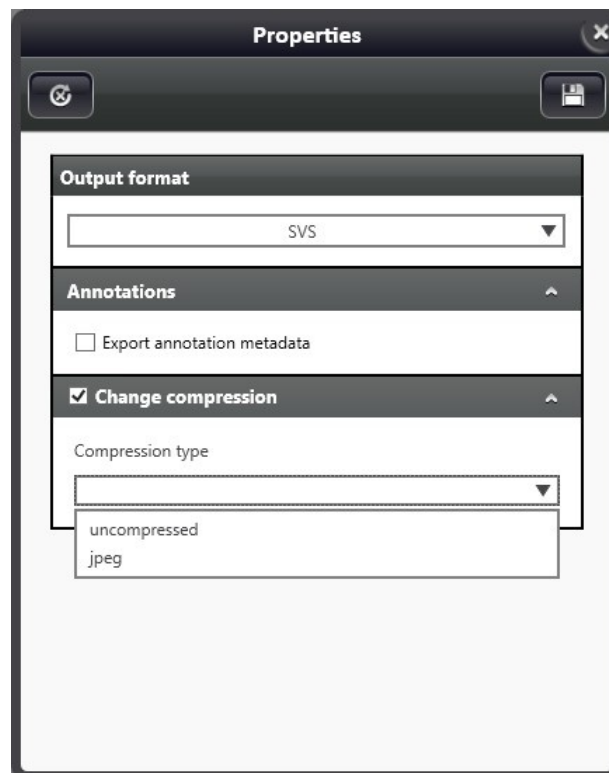 Properties
Output format
SVS
Annotations
Export annotation metadata
Change compression
Compression type
uncompressed
jpeg